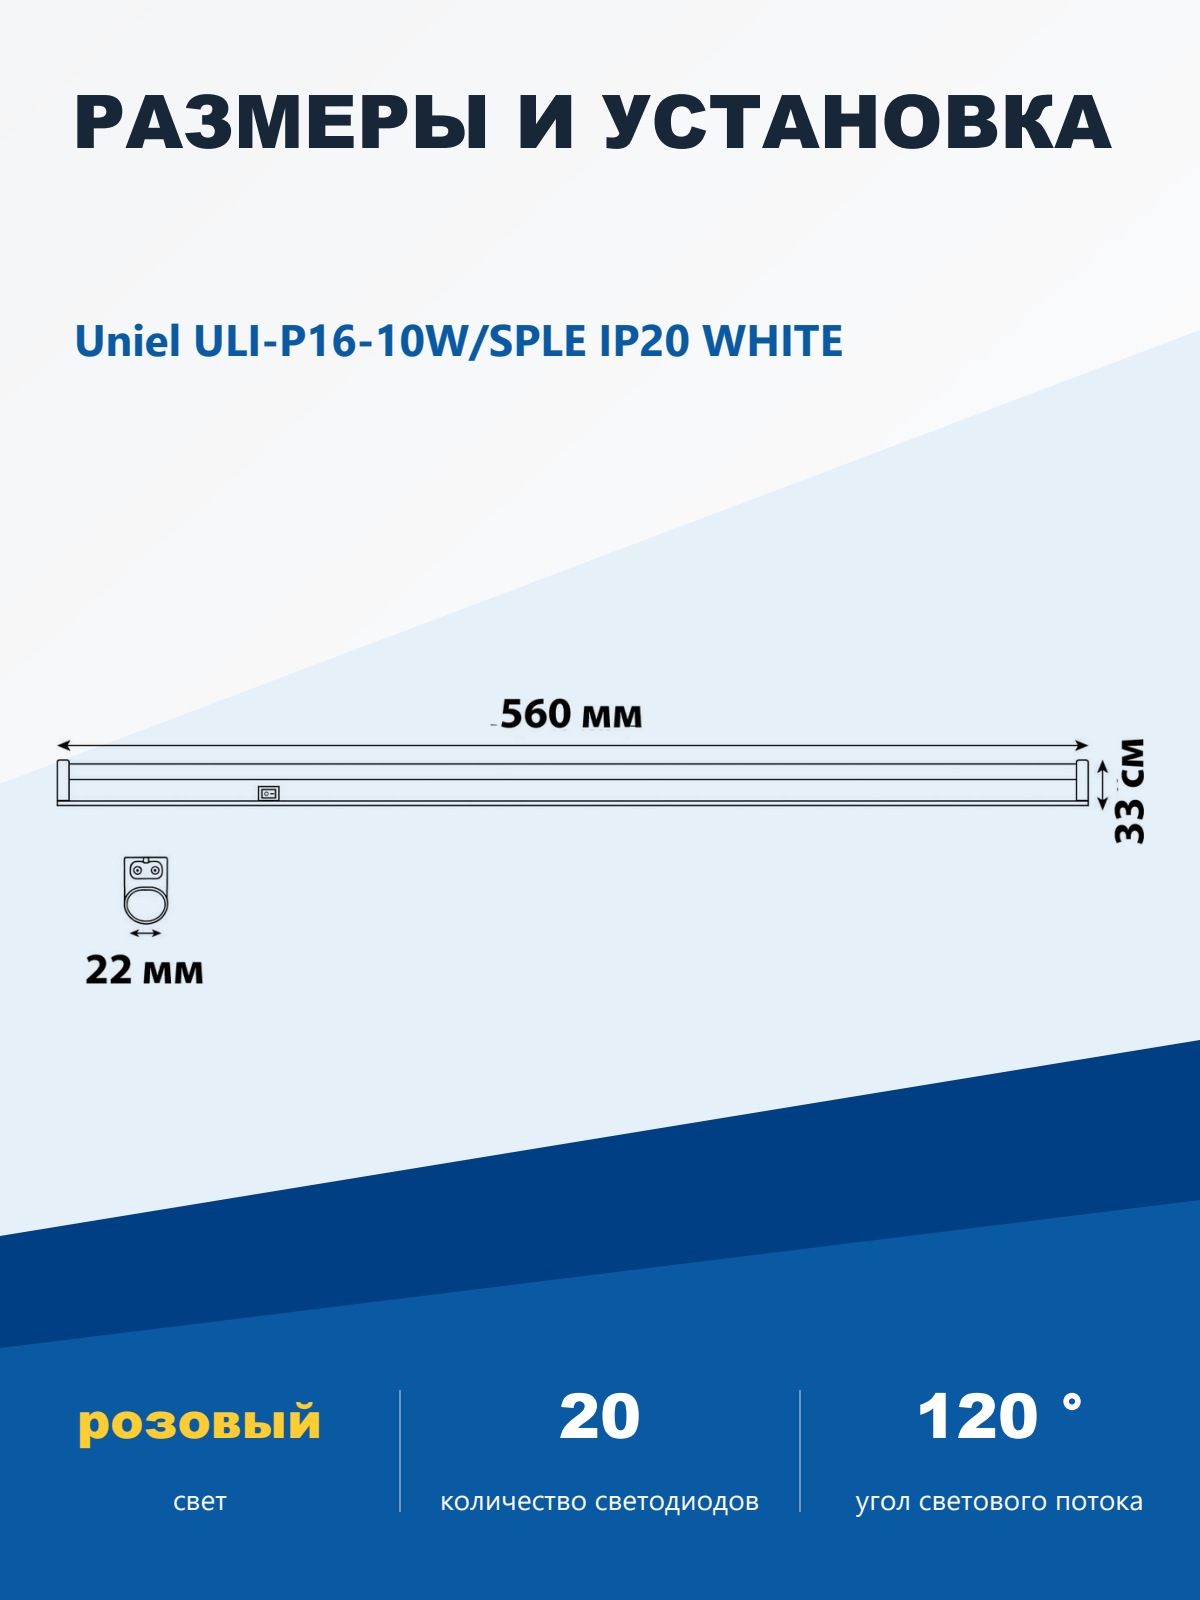 РАЗМЕРЫ И УСТАНОВКА
Uniel ULI-P16-10W/SPLE IP20 WHITE
560 мм
33 см
22 мм
розовый
свет
20
количество светодиодов
120 °
угол светового потока